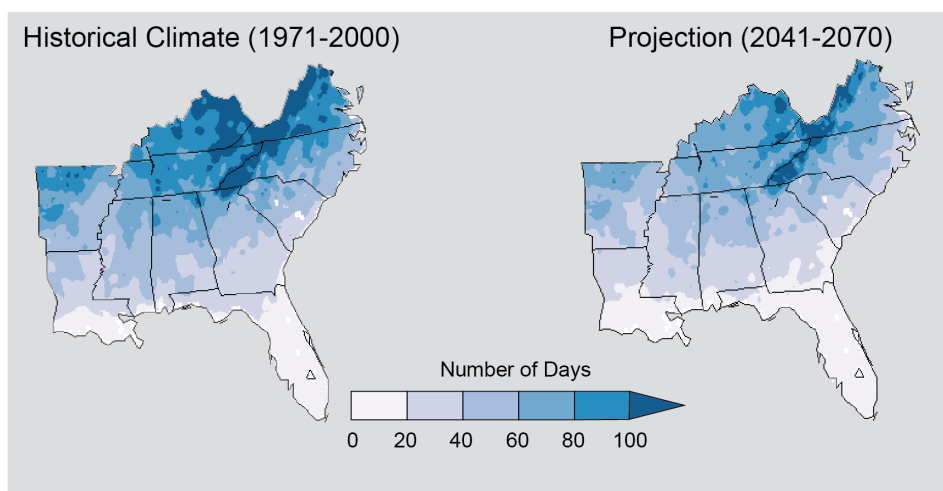 Historical Climate (1971-2000)
Projection (2041-2070)
Number of Days
0 20 40 60 80 100